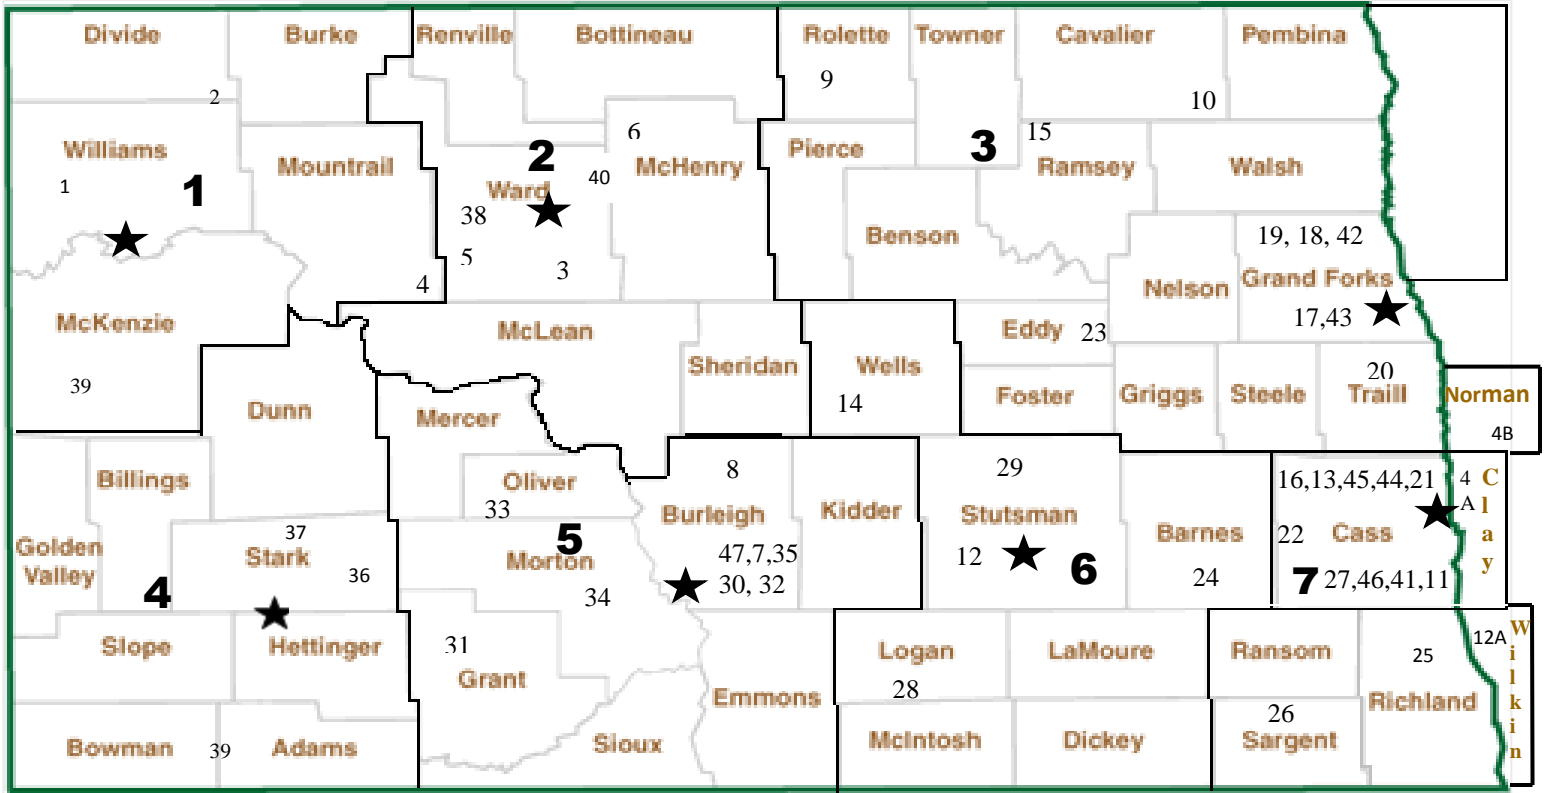 Divide
Burke
Renville
Bottineau
Rolette
Towner
Cavalier
Pembina
9
2
10
Williams
1
1
Mountrail
6
2
McHenry
Ward
40
38
5
3
4
Pierce
3
15
Ramsey
Walsh
Benson
19, 18, 42
Grand Forks
17,43
Nelson
McKenzie
39
McLean
Sheridan
Wells
14
Eddy
23
Foster
Griggs
Steele
20
Traill
Norman
4B
Dunn
Mercer
Billings
Oliver
33
8
Burleigh
47,7,35
30, 32
Kidder
29
Stutsman
12
6
Barnes
24
16,13,45,44,21
22
Cass
7
27,46,41,11
4
A
C
l
a
y
Golden
Valley
37
Stark
36
4
5
Morton
34
Slope
Hettinger
31
Grant
Emmons
Logan
28
LaMoure
Ransom
25
Richland
12A
W
i
l
k
i
n
Bowman
39
Adams
Sioux
McIntosh
Dickey
26
Sargent